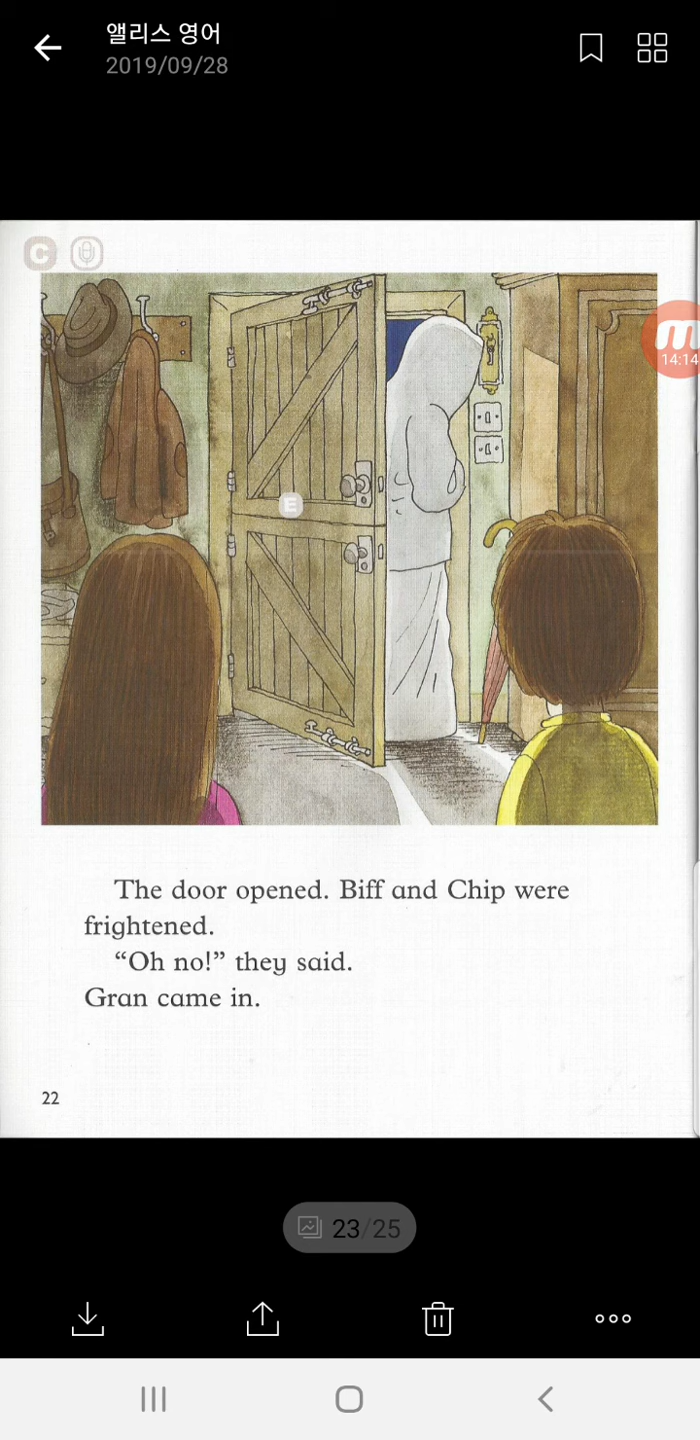 앨리스 영어
2019/09/28
C
14:14
E
The door opened. Biff and Chip were
frightened.
“Oh no!” they said.
Gran came in.
22
23/25